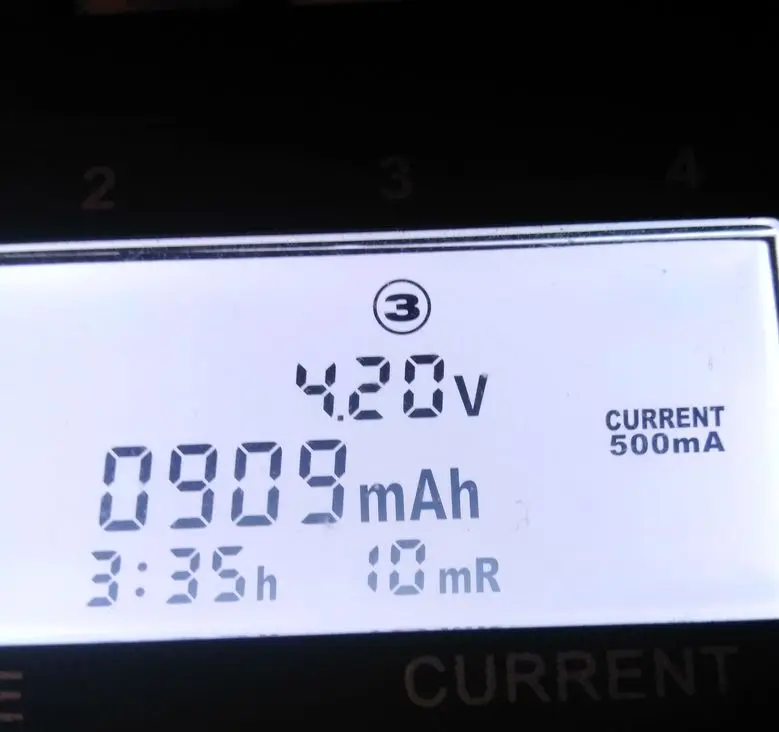 2 3 4
3
4.20V
CURRENT
500mA
0909mAh
3:35h 10mR
CURRENT